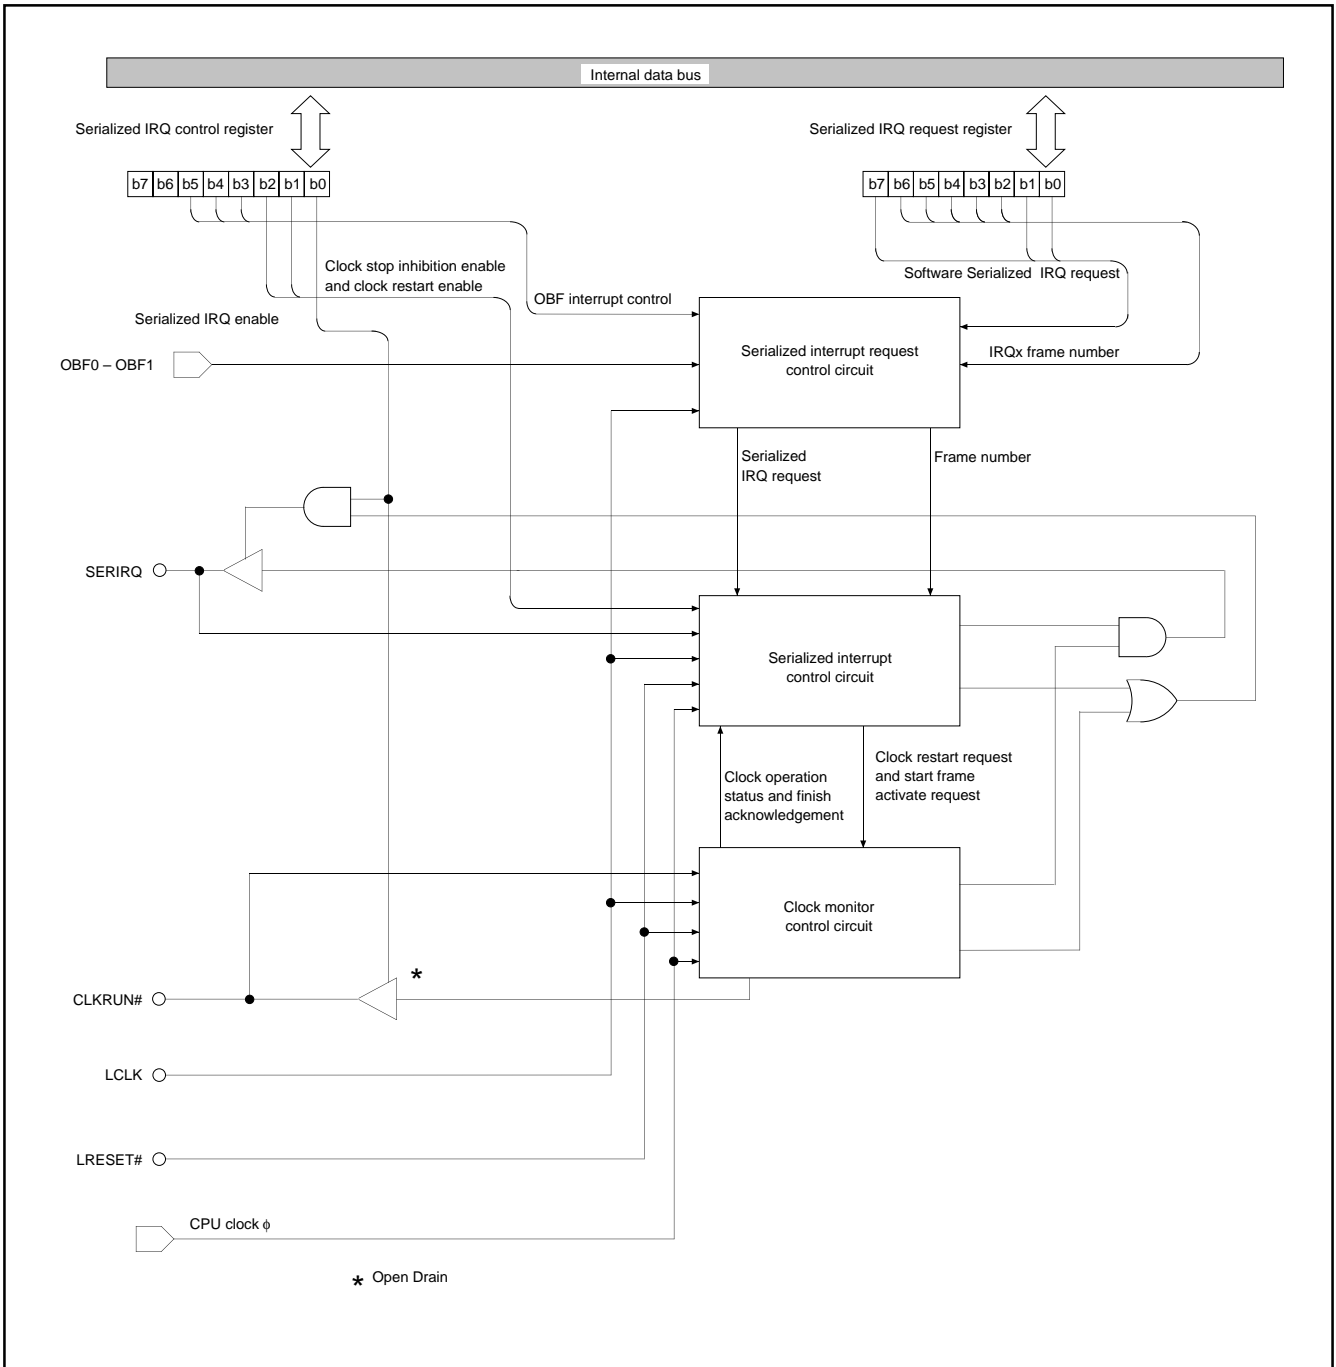 Internal data bus
Serialized IRQ control register
Serialized IRQ request register
b7 b6 b5 b4 b3 b2 b1 b0
b7 b6 b5 b4 b3 b2 b1 b0
Clock stop inhibition enable
and clock restart enable
Software Serialized IRQ request
OBF interrupt control
Serialized IRQ enable
Serialized interrupt request
control circuit
IRQx frame number
OBF0 – OBF1
Serialized
IRQ request
Frame number
SERIRQ
Serialized interrupt
control circuit
Clock operation
status and finish
acknowledgement
Clock restart request
and start frame
activate request
Clock monitor
control circuit
*
CLKRUN#
LCLK
LRESET#
CPU clock ϕ
* Open Drain